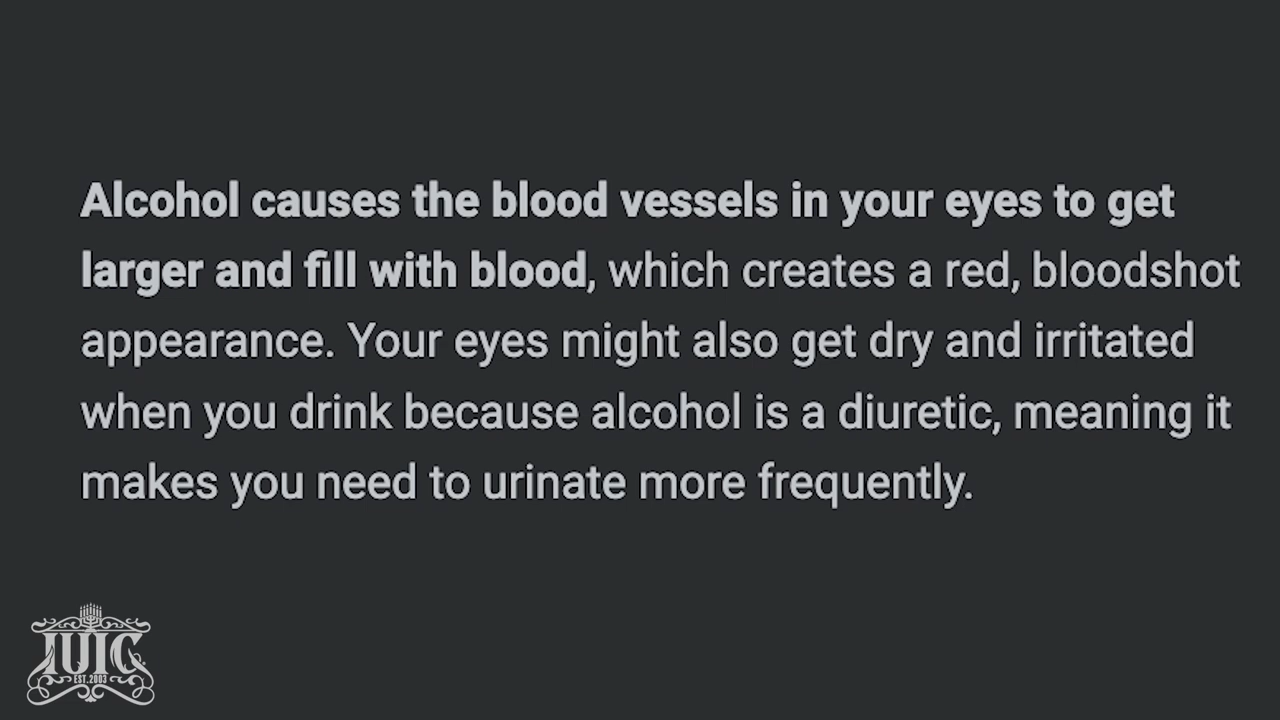 Alcohol causes the blood vessels in your eyes to get
larger and fill with blood, which creates a red, bloodshot
appearance. Your eyes might also get dry and irritated
when you drink because alcohol is a diuretic, meaning it
makes you need to urinate more frequently.
IUIC
EST.2003